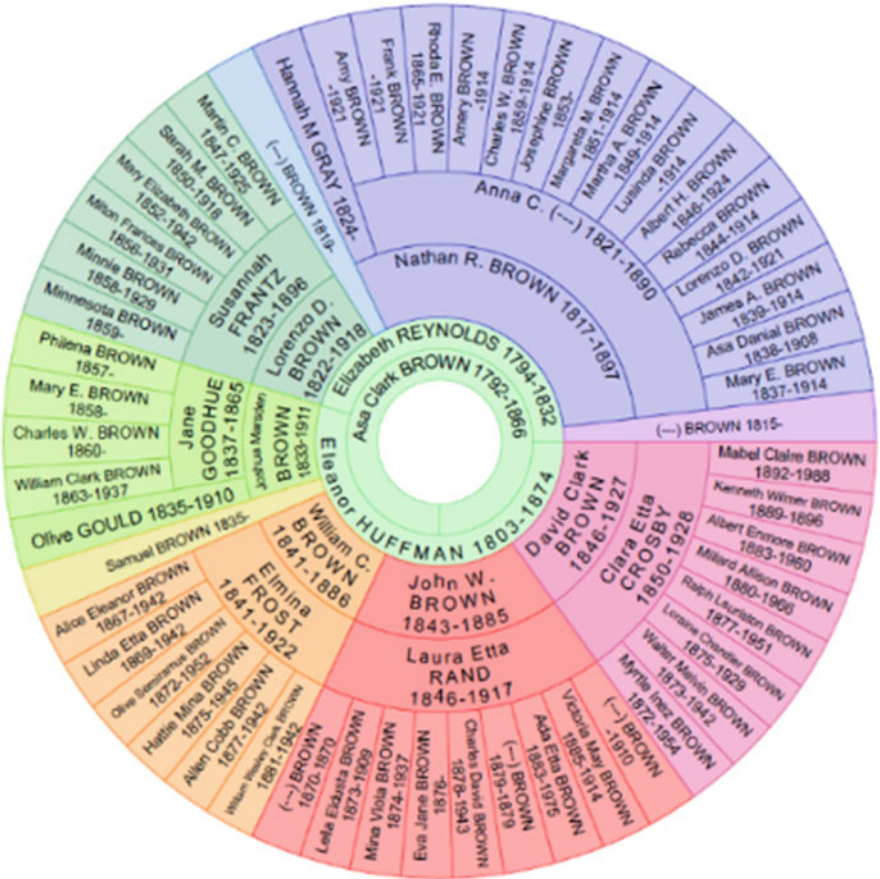 Asa Clark BROWN 1792-1866
Elizabeth REYNOLDS 1794-1832
Eleanor HUFFMAN 1803-1874
(---) BROWN 1819-
Hannah M GRAY 1824-
Nathan R. BROWN 1817-1897
Anna C. (---) 1821-1890
Amy BROWN
-1921
Frank BROWN
-1921
Rhoda E. BROWN
1865-1921
Amery BROWN
-1914
Charles W. BROWN
1859-1914
Josephine BROWN
1853-
Margareta M. BROWN
1851-1914
Martha A. BROWN
1849-1914
Lusinda BROWN
-1914
Albert H. BROWN
1846-1924
Rebecca BROWN
1844-1914
Lorenzo D. BROWN
1842-1921
James A. BROWN
1839-1914
Asa Danial BROWN
1838-1908
Mary E. BROWN
1837-1914
(---) BROWN 1815-
David Clark
BROWN
1846-1927
Clara Etta
CROSBY
1850-1928
Mabel Claire BROWN
1892-1988
Kenneth Wilmer BROWN
1889-1896
Albert Enmore BROWN
1883-1960
Millard Allison BROWN
1880-1966
Ralph Lauriston BROWN
1877-1951
Loraine Chandler BROWN
1875-1929
Walter Melvin BROWN
1873-1942
Myrtle Inez BROWN
1872-1954
John W.
BROWN
1843-1885
Laura Etta
RAND
1846-1917
(---) BROWN
-1910
Victoria May BROWN
1885-1914
Ada Etta BROWN
1883-1975
(---) BROWN
1879-1879
Charles David BROWN
1878-1943
Eva Jane BROWN
1876-
Mina Viola BROWN
1874-1937
Leila Eldusta BROWN
1873-1909
(---) BROWN
1870-1870
William C.
BROWN
1841-1886
Elmina
FROST
1841-1922
William Wesley Clark BROWN
1881-1942
Allen Cobb BROWN
1877-1942
Hattie Mina BROWN
1875-1945
Olive Semiramus BROWN
1872-1952
Linda Etta BROWN
1869-1942
Alice Eleanor BROWN
1867-1942
Samuel BROWN 1835-
Olive GOULD 1835-1910
Joshua Marsden
BROWN
1833-1911
Jane
GOODHUE
1837-1865
William Clark BROWN
1863-1937
Charles W. BROWN
1860-
Mary E. BROWN
1858-
Philena BROWN
1857-
Lorenzo D.
BROWN
1822-1918
Susannah
FRANTZ
1823-1896
Minnesota BROWN
1859-
Minnie BROWN
1858-1929
Milton Frances BROWN
1856-1931
Mary Elizabeth BROWN
1852-1942
Sarah M. BROWN
1850-1918
Martin C. BROWN
1847-1925